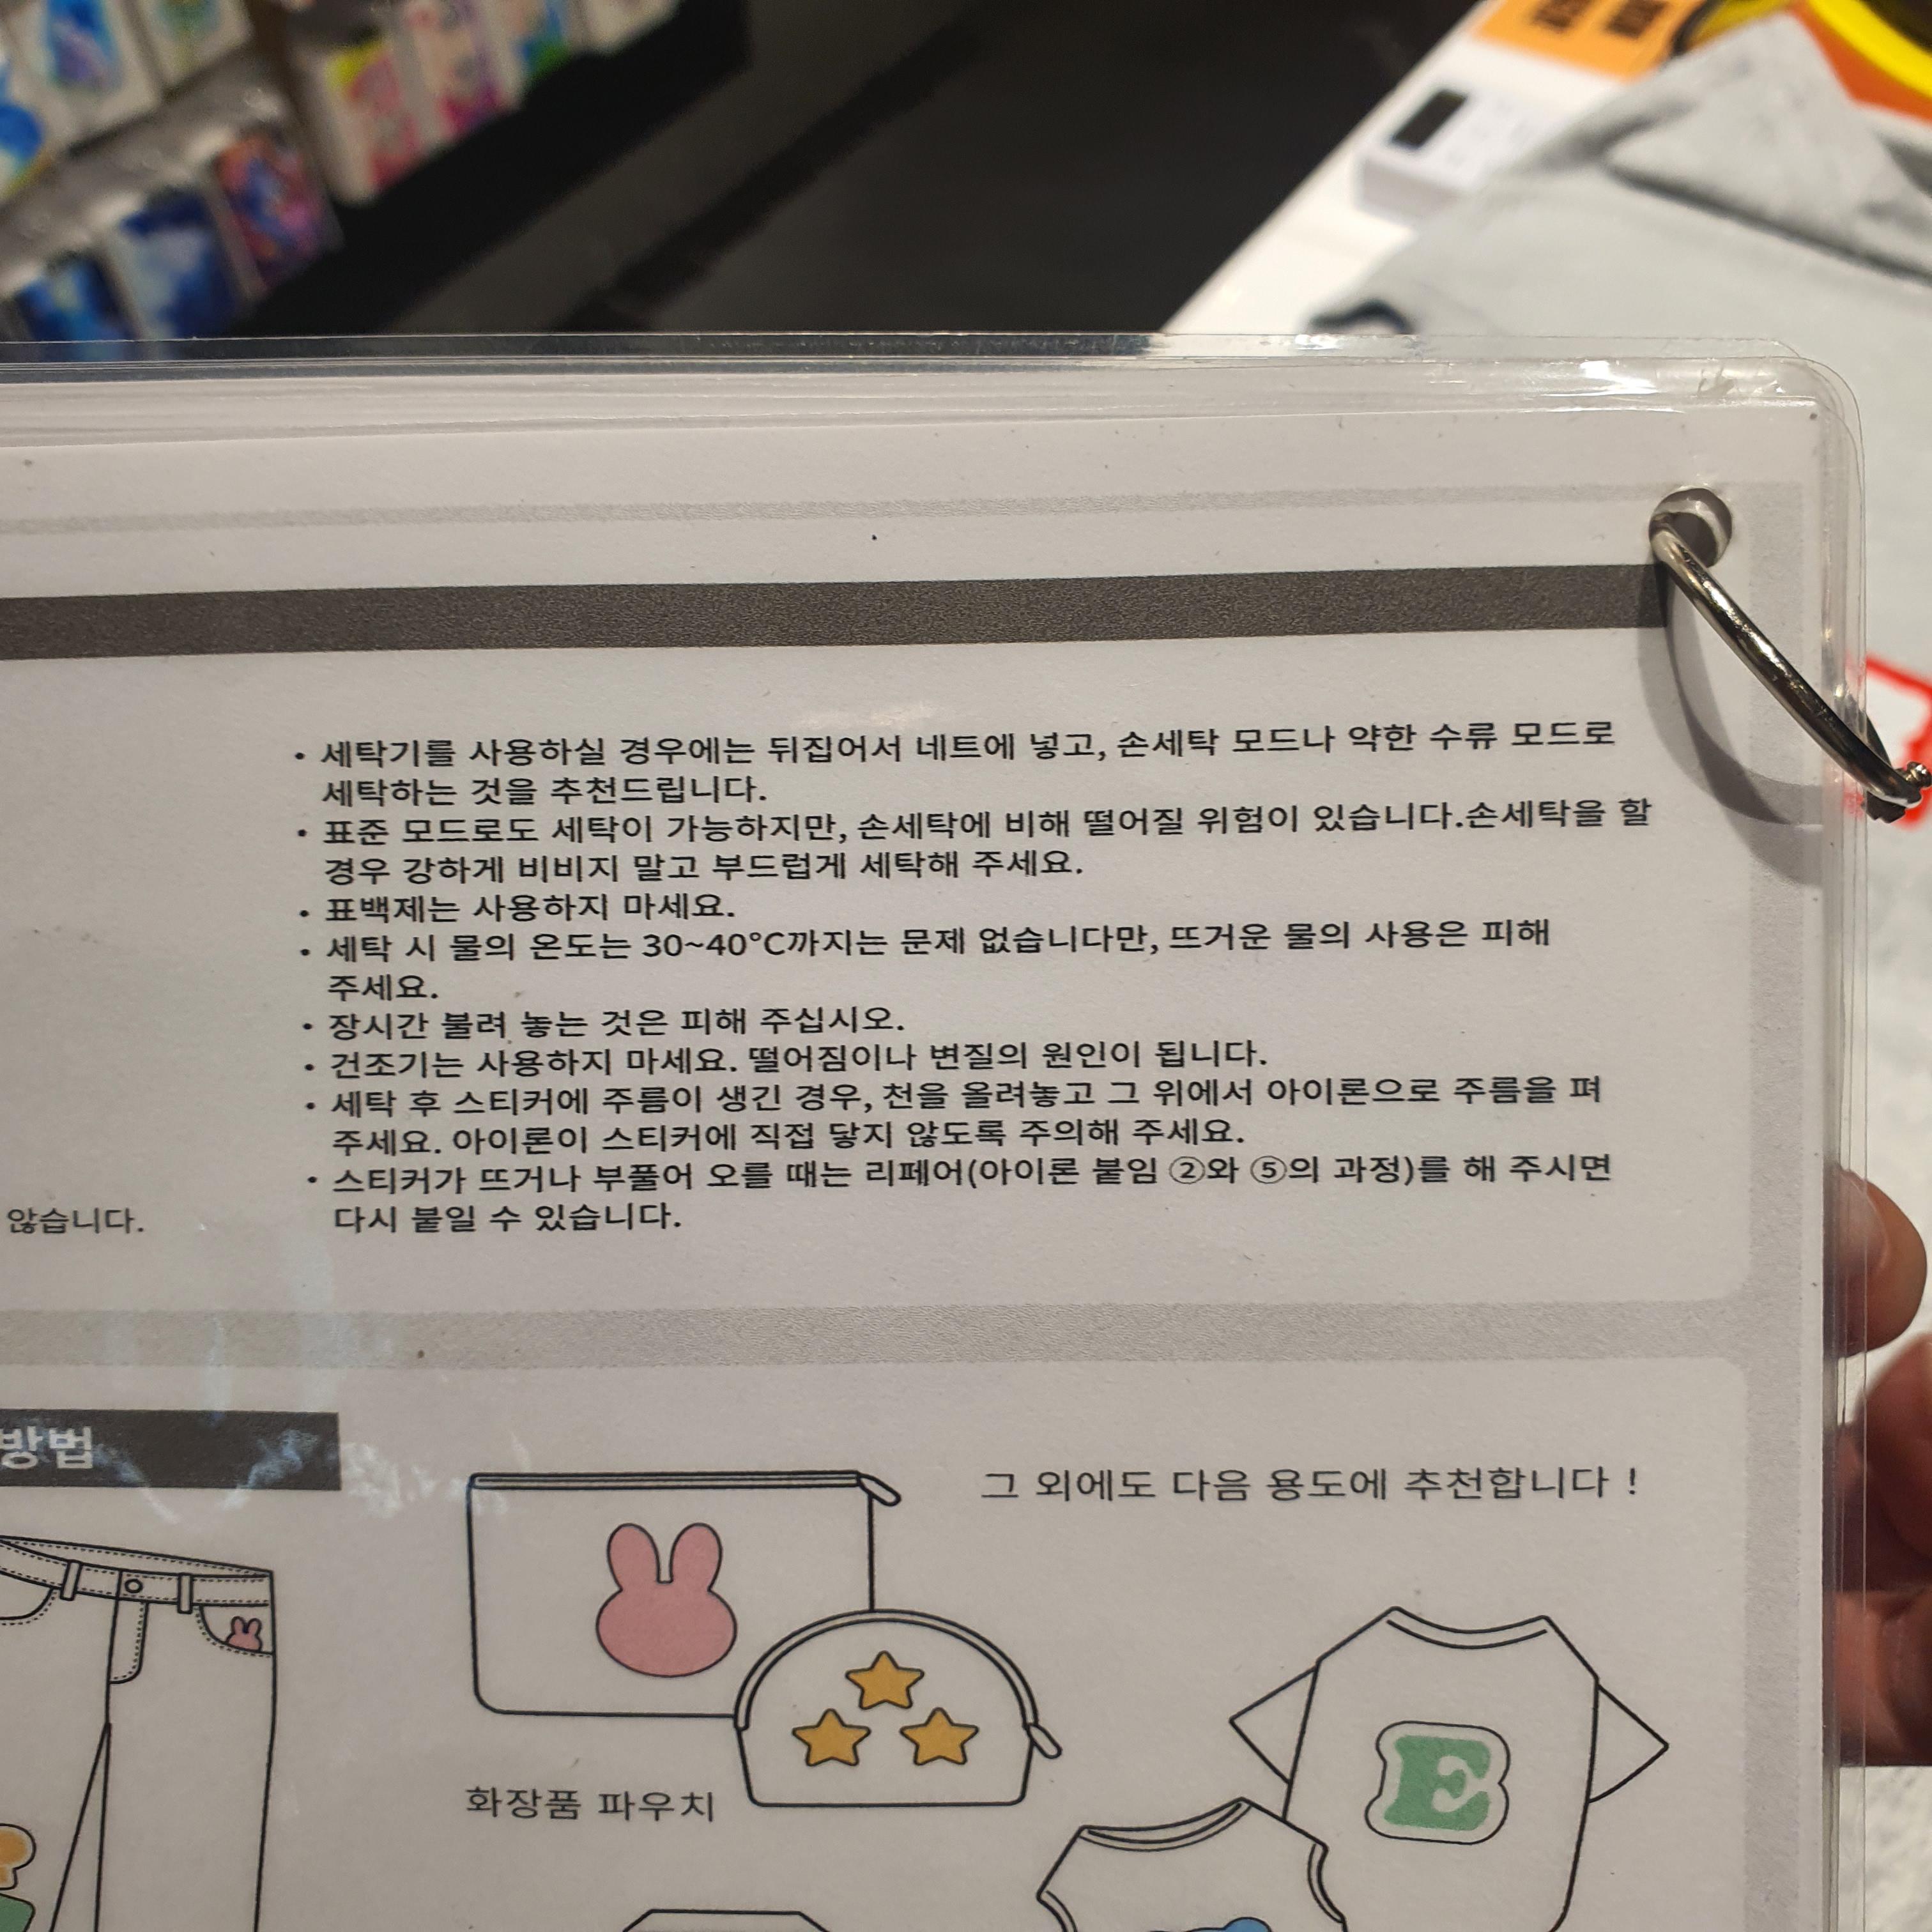 • 세탁기를 사용하실 경우에는 뒤집어서 네트에 넣고, 손세탁 모드나 약한 수류 모드로
세탁하는 것을 추천드립니다.
• 표준 모드로도 세탁이 가능하지만, 손세탁에 비해 떨어질 위험이 있습니다.손세탁을 할
경우 강하게 비비지 말고 부드럽게 세탁해 주세요.
• 표백제는 사용하지 마세요.
• 세탁 시 물의 온도는 30~40°C까지는 문제 없습니다만, 뜨거운 물의 사용은 피해
주세요.
• 장시간 불려 놓는 것은 피해 주십시오.
• 건조기는 사용하지 마세요. 떨어짐이나 변질의 원인이 됩니다.
• 세탁 후 스티커에 주름이 생긴 경우, 천을 올려놓고 그 위에서 아이론으로 주름을 펴
주세요. 아이론이 스티커에 직접 닿지 않도록 주의해 주세요.
• 스티커가 뜨거나 부풀어 오를 때는 리페어(아이론 붙임 ②와 ⑤의 과정)를 해 주시면
다시 붙일 수 있습니다.
않습니다.
방법
그 외에도 다음 용도에 추천합니다 !
E
화장품 파우치